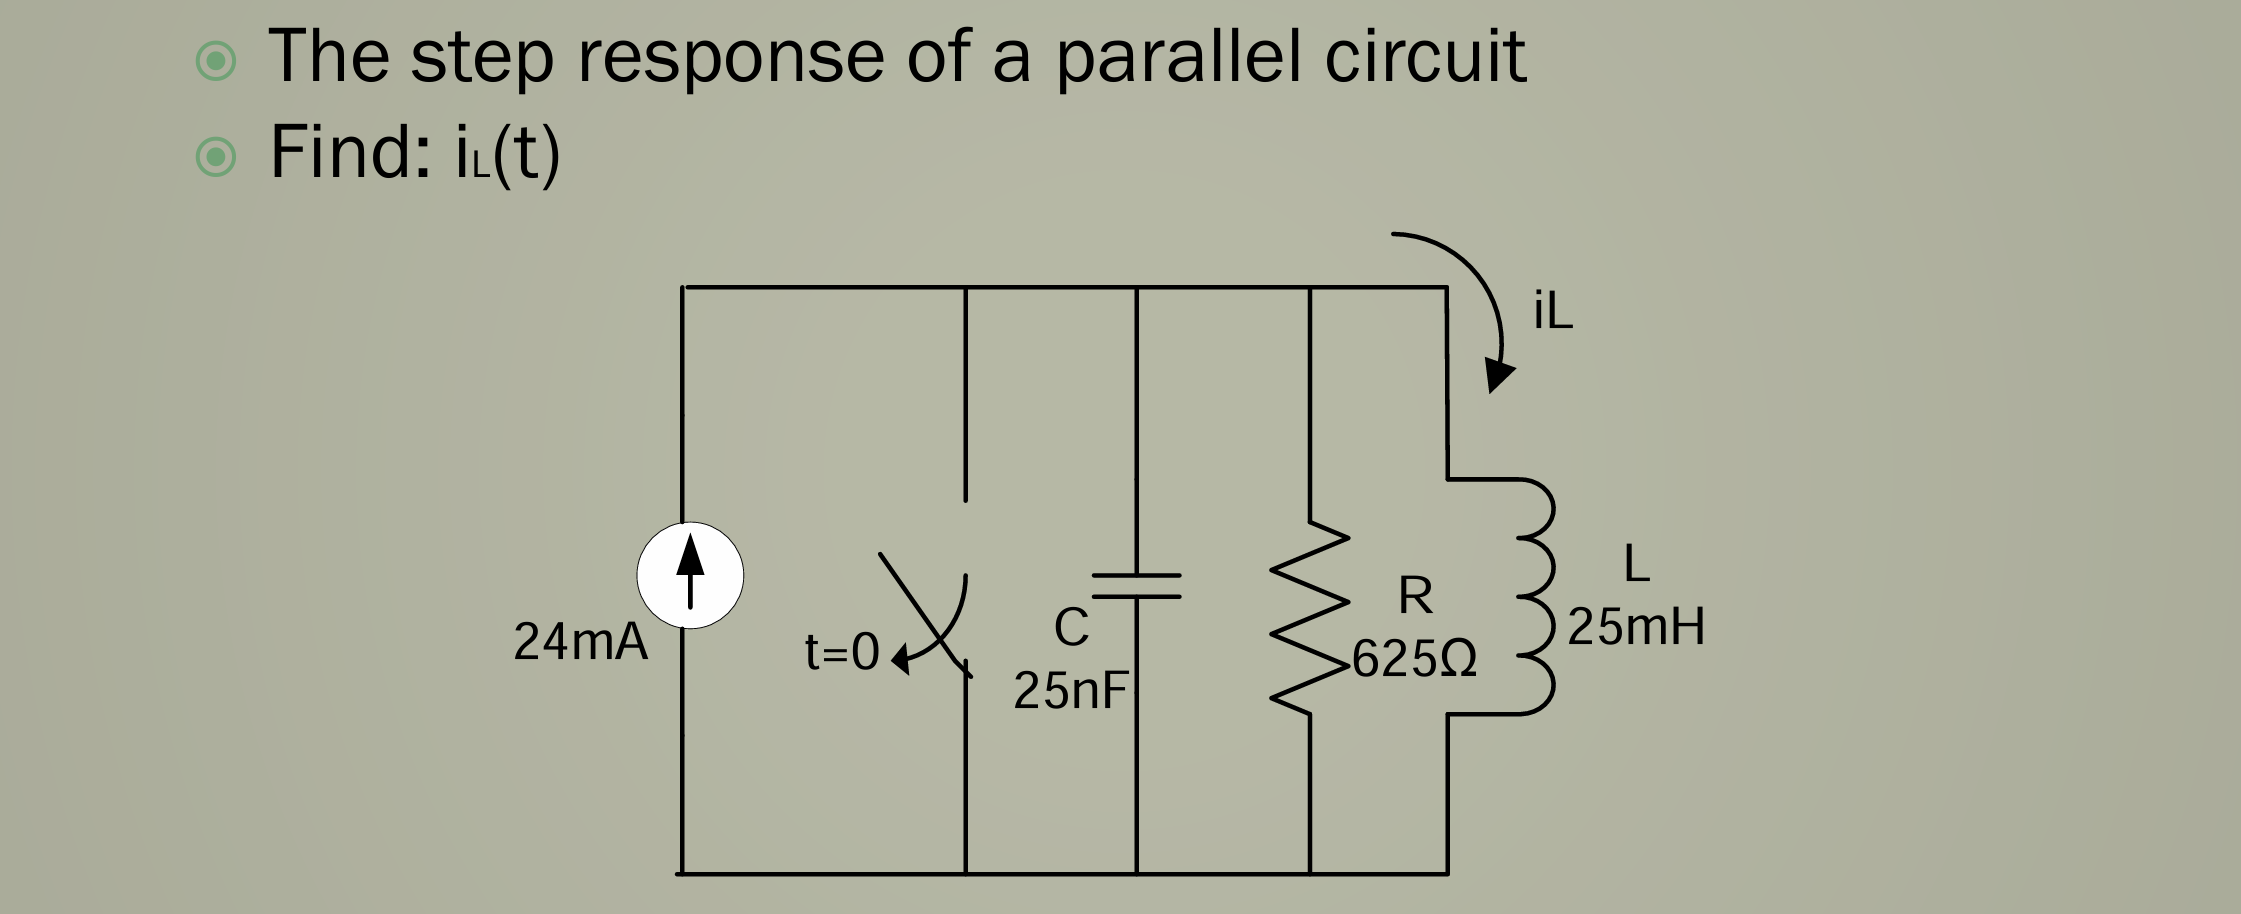 The step response of a parallel circuit
Find: iL(t)
iL
24mA
t=0
C
25nF
R
625Ω
L
25mH